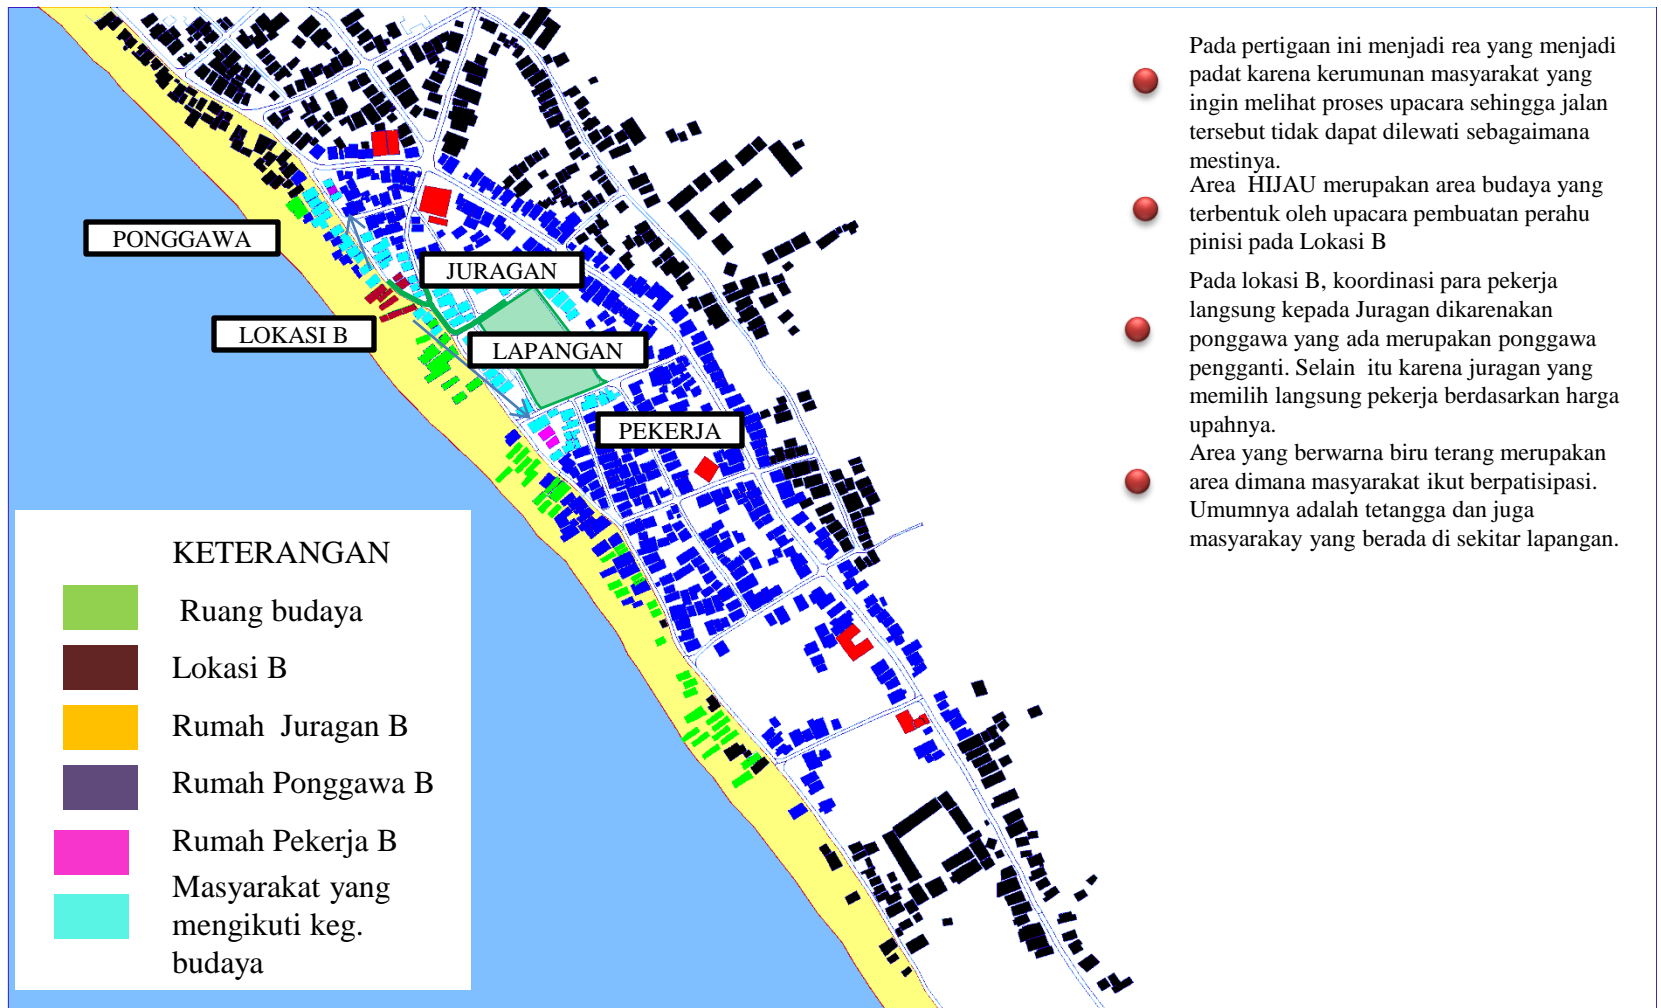 PONGGAWA
JURAGAN
LOKASI B
LAPANGAN
PEKERJA
KETERANGAN
Ruang budaya
Lokasi B
Rumah Juragan B
Rumah Ponggawa B
Rumah Pekerja B
Masyarakat yang
mengikuti keg.
budaya
Pada pertigaan ini menjadi rea yang menjadi
padat karena kerumunan masyarakat yang
ingin melihat proses upacara sehingga jalan
tersebut tidak dapat dilewati sebagaimana
mestinya.
Area HIJAU merupakan area budaya yang
terbentuk oleh upacara pembuatan perahu
pinisi pada Lokasi B
Pada lokasi B, koordinasi para pekerja
langsung kepada Juragan dikarenakan
ponggawa yang ada merupakan ponggawa
pengganti. Selain itu karena juragan yang
memilih langsung pekerja berdasarkan harga
upahnya.
Area yang berwarna biru terang merupakan
area dimana masyarakat ikut berpatisipasi.
Umumnya adalah tetangga dan juga
masyarakay yang berada di sekitar lapangan.